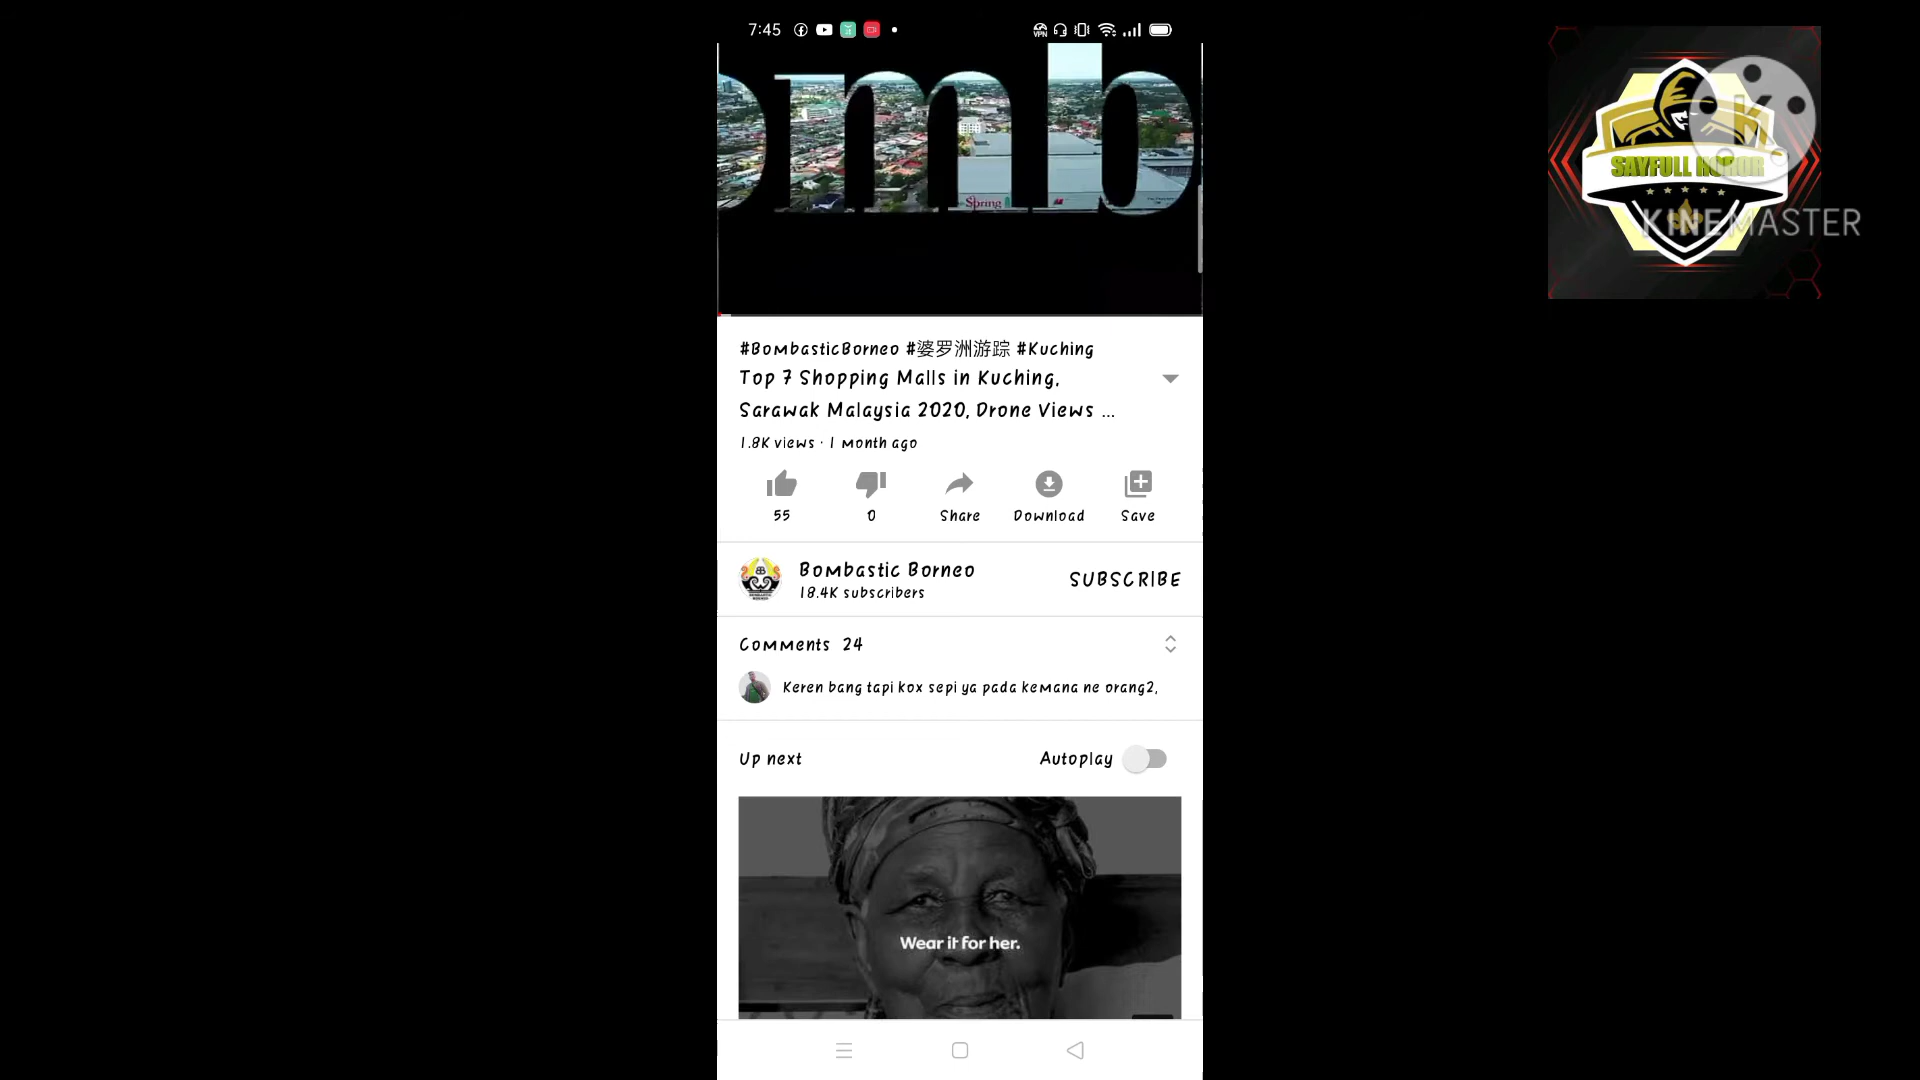 7:45
VPN
omb
Spring
SAYFULL HOROR
KINEMASTER
#BombasticBorneo #婆罗洲游踪 #Kuching
Top 7 Shopping Malls in Kuching,
Sarawak Malaysia 2020, Drone Views ...
1.8K views · 1 month ago
55
0
Share
Download
Save
Bombastic Borneo
18.4K subscribers
SUBSCRIBE
Comments 24
Keren bang tapi kox sepi ya pada kemana ne orang2,
Up next
Autoplay
Wear it for her.